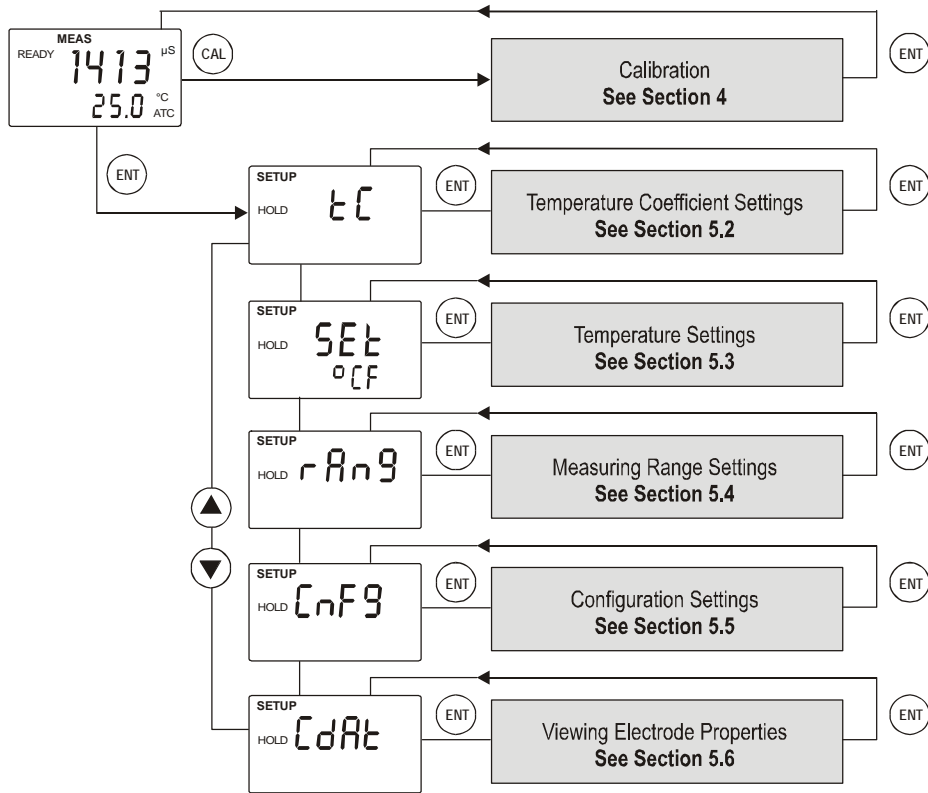 MEAS
READY 1413 µS
25.0 °C
ATC
CAL
ENT
Calibration
See Section 4
ENT
SETUP
HOLD tC
ENT
Temperature Coefficient Settings
See Section 5.2
ENT
SETUP
HOLD SEt
°CF
ENT
Temperature Settings
See Section 5.3
ENT
SETUP
HOLD rAng
ENT
Measuring Range Settings
See Section 5.4
ENT
SETUP
HOLD CnFg
ENT
Configuration Settings
See Section 5.5
ENT
SETUP
HOLD CdAt
ENT
Viewing Electrode Properties
See Section 5.6
ENT